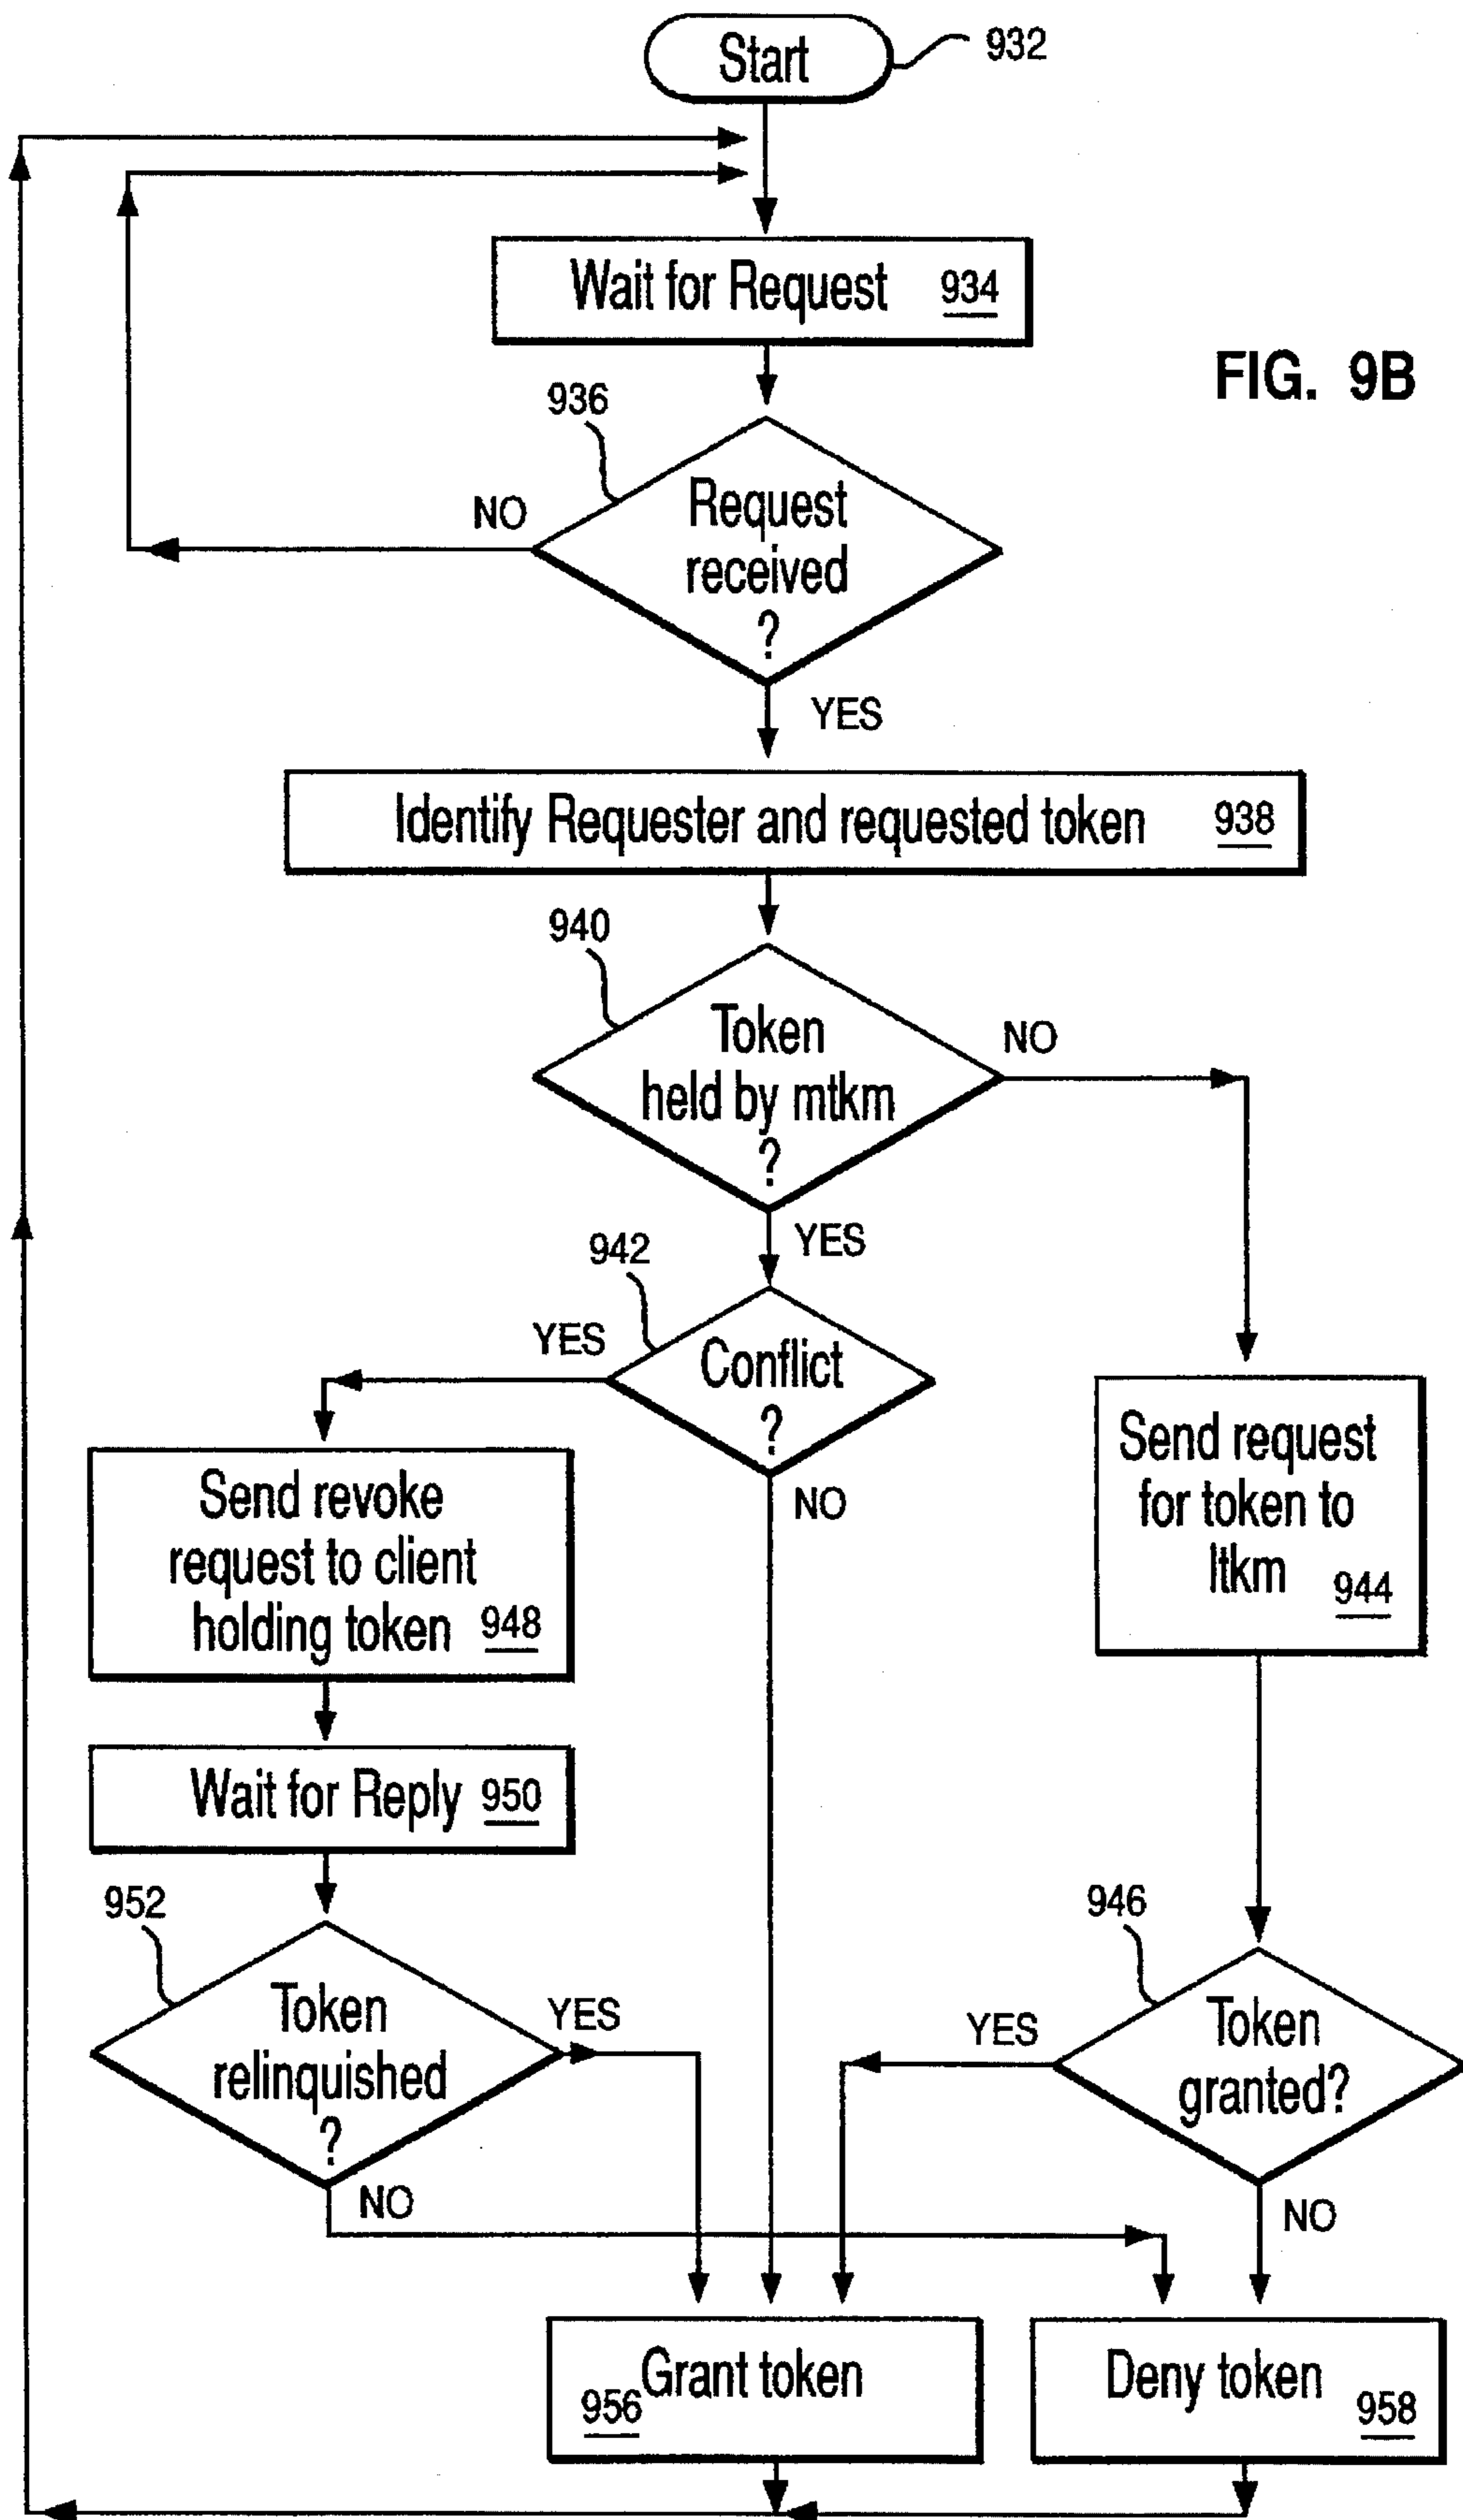 Start
932
Wait for Request 934
FIG. 9B
936
NO
Request
received
?
YES
Identify Requester and requested token 938
940
Token
held by mtkm
?
NO
YES
942
YES
Conflict
?
NO
Send revoke
request to client
holding token 948
Send request
for token to
ltkm 944
Wait for Reply 950
952
Token
relinquished
?
YES
NO
946
YES
Token
granted?
NO
Grant token
956
Deny token
958